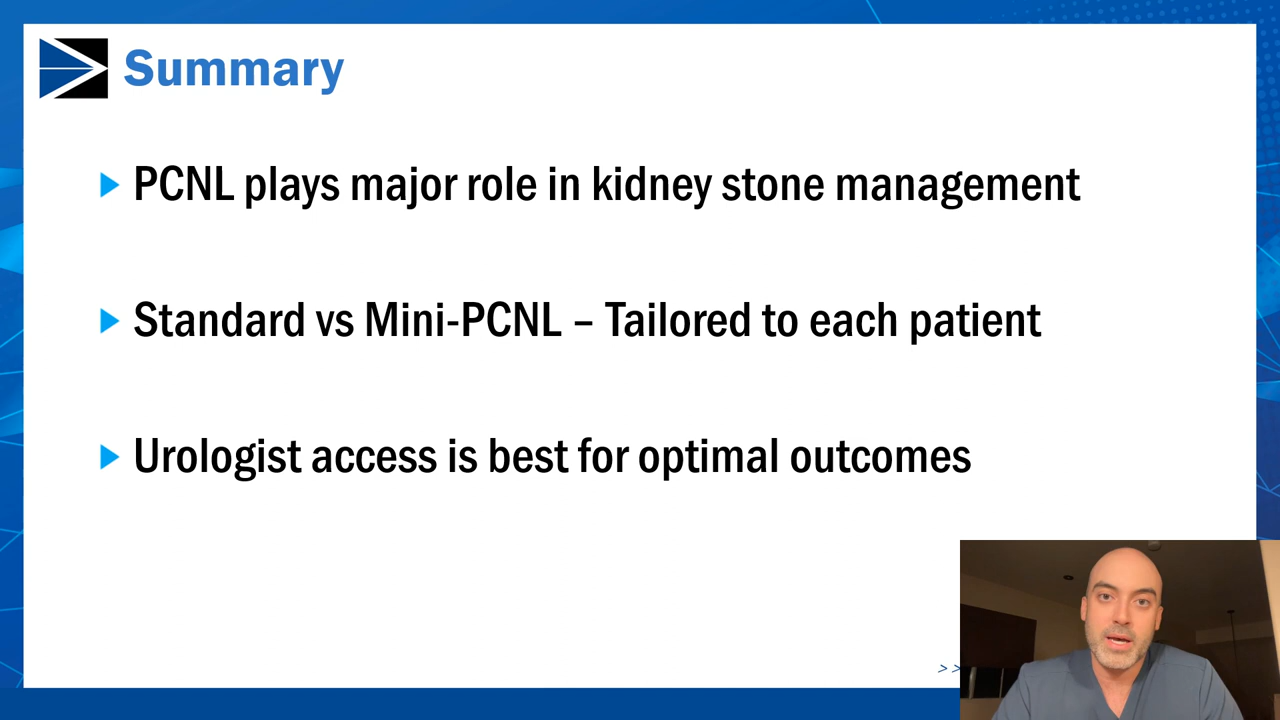 Summary
PCNL plays major role in kidney stone management
Standard vs Mini-PCNL – Tailored to each patient
Urologist access is best for optimal outcomes
>>